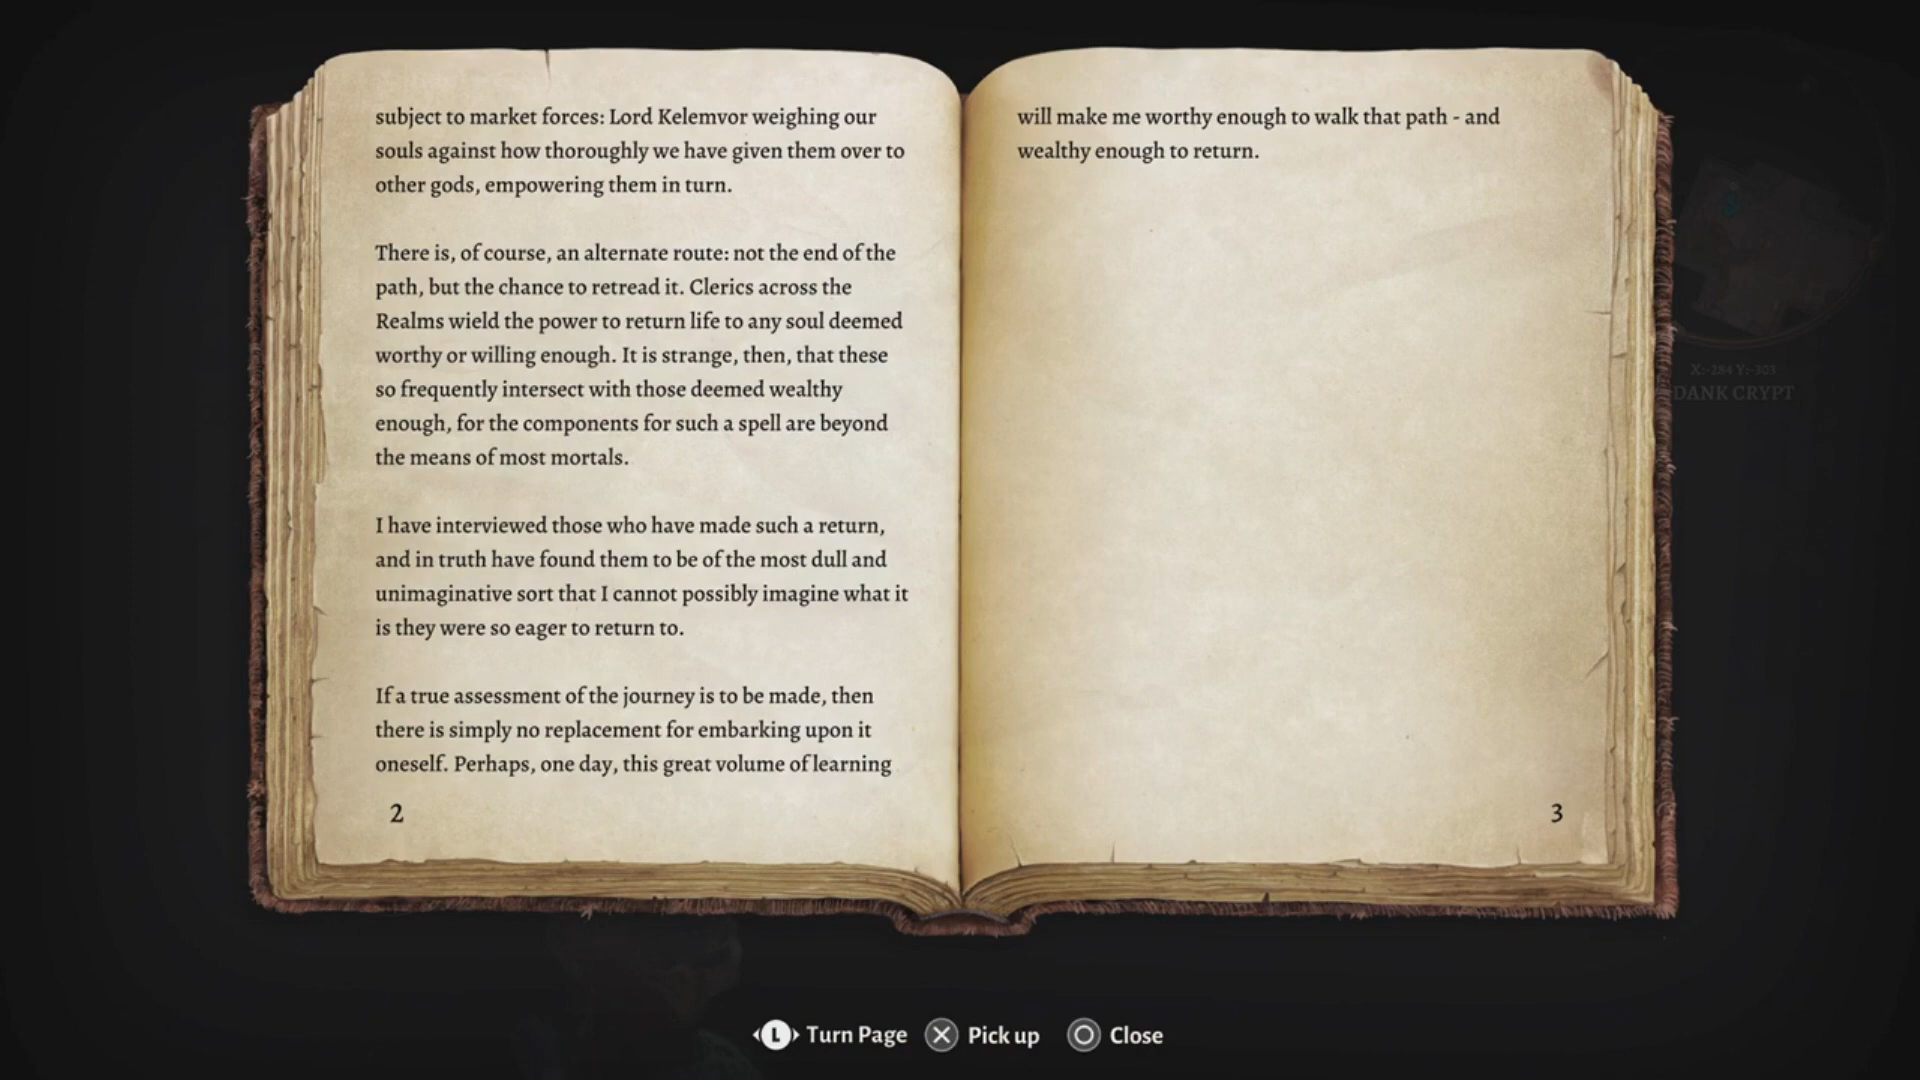 subject to market forces: Lord Kelemvor weighing our
souls against how thoroughly we have given them over to
other gods, empowering them in turn.
There is, of course, an alternate route: not the end of the
path, but the chance to retread it. Clerics across the
Realms wield the power to return life to any soul deemed
worthy or willing enough. It is strange, then, that these
so frequently intersect with those deemed wealthy
enough, for the components for such a spell are beyond
the means of most mortals.
I have interviewed those who have made such a return,
and in truth have found them to be of the most dull and
unimaginative sort that I cannot possibly imagine what it
is they were so eager to return to.
If a true assessment of the journey is to be made, then
there is simply no replacement for embarking upon it
oneself. Perhaps, one day, this great volume of learning
2
will make me worthy enough to walk that path - and
wealthy enough to return.
3
X:-284 Y:-303
DANK CRYPT
L Turn Page
Pick up
Close